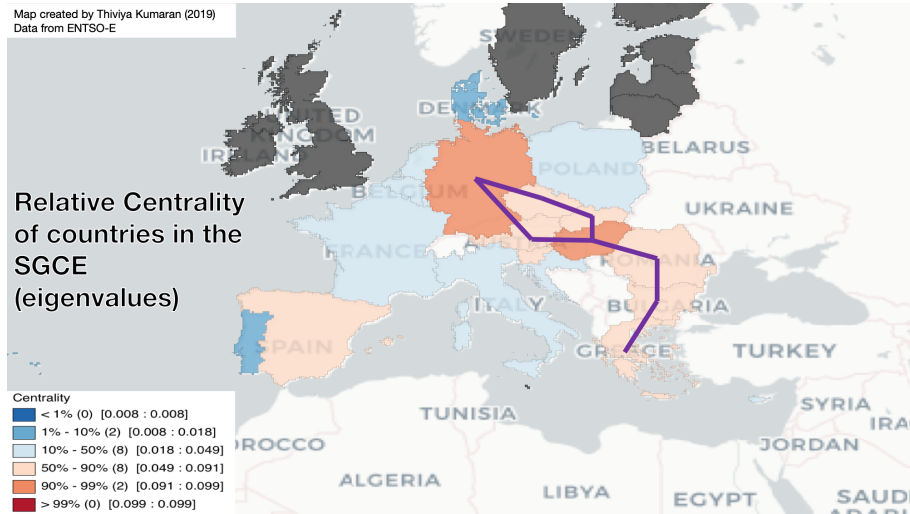 Map created by Thiviya Kumaran (2019)
Data from ENTSO-E
SWEDEN
DENMARK
UNITED
KINGDOM
IRELAND
BELARUS
POLAND
BELGIUM
UKRAINE
Relative Centrality
of countries in the
SGCE
(eigenvalues)
FRANCE
AUSTRIA
ROMANIA
ITALY
BULGARIA
SPAIN
GREECE
TURKEY
Centrality
< 1% (0) [0.008 : 0.008]
1% - 10% (2) [0.008 : 0.018]
10% - 50% (8) [0.018 : 0.049]
50% - 90% (8) [0.049 : 0.091]
90% - 99% (2) [0.091 : 0.099]
> 99% (0) [0.099 : 0.099]
TUNISIA
SYRIA
IRA
OROCCO
JORDAN
ALGERIA
LIBYA
EGYPT
SAUD